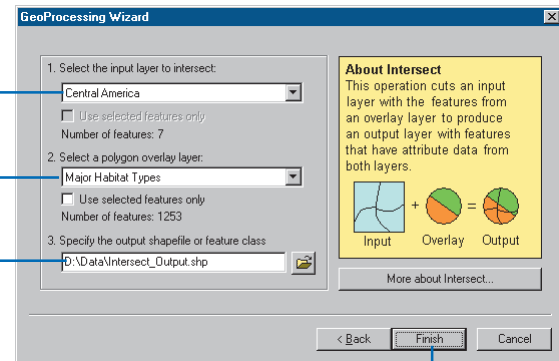 GeoProcessing Wizard
1. Select the input layer to intersect:
Central America
Use selected features only
Number of features: 7
2. Select a polygon overlay layer:
Major Habitat Types
Use selected features only
Number of features: 1253
3. Specify the output shapefile or feature class
D:\Data\Intersect_Output.shp
About Intersect
This operation cuts an input
layer with the features from
an overlay layer to produce
an output layer with features
that have attribute data from
both layers.
+ =
Input Overlay Output
More about Intersect...
< Back Finish Cancel